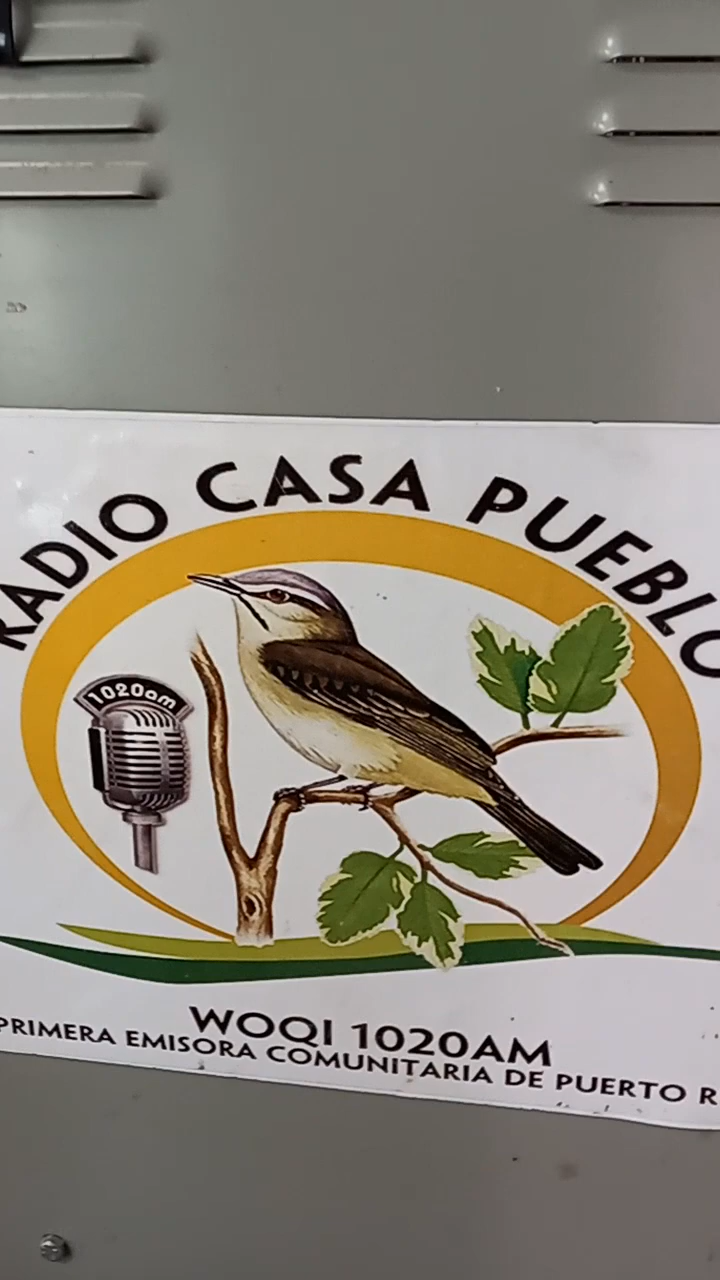 RADIO CASA PUEBLO
1020am
WOQI 1020AM
PRIMERA EMISORA COMUNITARIA DE PUERTO R